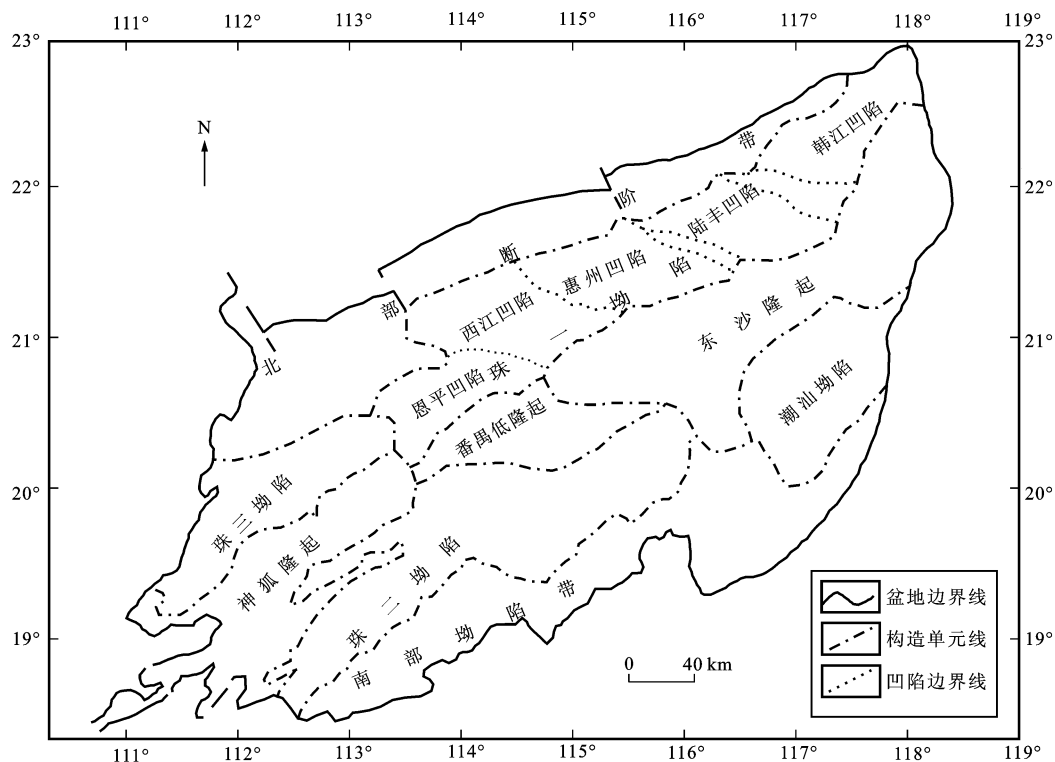 111° 112° 113° 114° 115° 116° 117° 118° 119°
23° 23°
N
韩江凹陷
22° 22°
陆丰凹陷
北部断阶带
惠州凹陷
西江凹陷
珠一坳陷
东沙隆起
21° 21°
恩平凹陷
番禺低隆起
潮汕坳陷
20° 20°
珠三坳陷
神狐隆起
珠二坳陷
南部坳陷带
19° 19°
0 40 km
盆地边界线
构造单元线
凹陷边界线
111° 112° 113° 114° 115° 116° 117° 118° 119°